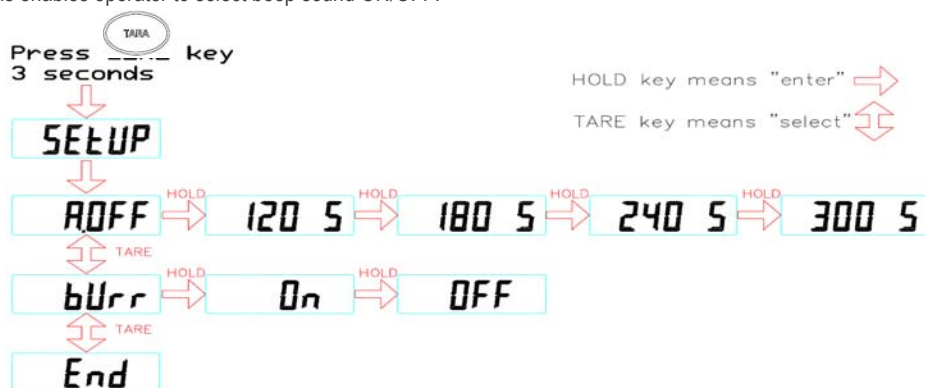 TARA
Press key
3 seconds
HOLD key means "enter"
TARE key means "select"
SEtUP
HOLD HOLD HOLD HOLD
A.OFF 120 S 180 S 240 S 300 S
TARE
HOLD HOLD
bUrr On OFF
TARE
End